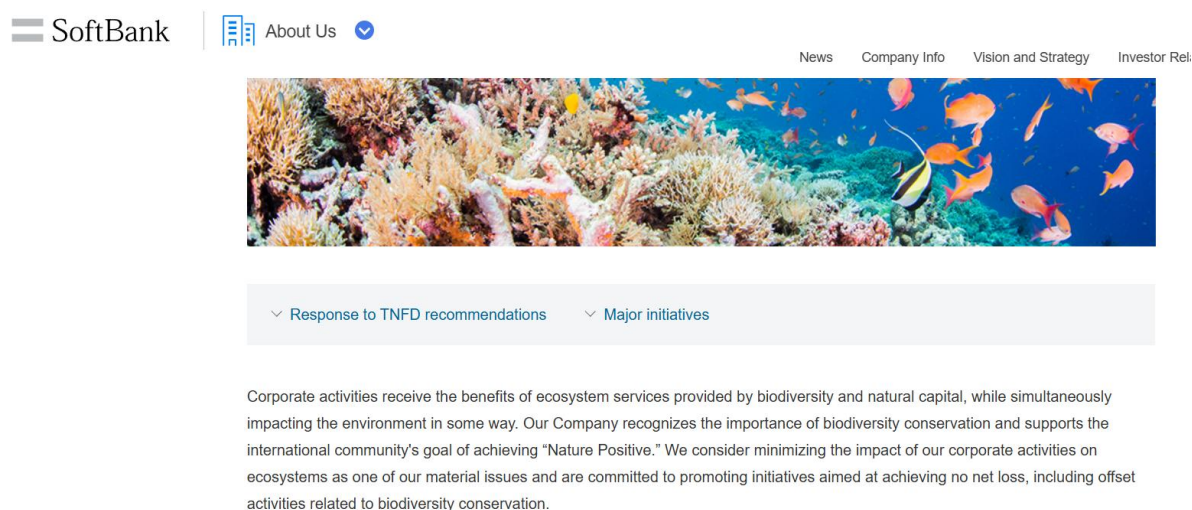 SoftBank
About Us
News Company Info Vision and Strategy Investor
Response to TNFD recommendations Major initiatives
Corporate activities receive the benefits of ecosystem services provided by biodiversity and natural capital, while simultaneously
impacting the environment in some way. Our Company recognizes the importance of biodiversity conservation and supports the
international community's goal of achieving “Nature Positive.” We consider minimizing the impact of our corporate activities on
ecosystems as one of our material issues and are committed to promoting initiatives aimed at achieving no net loss, including offset
activities related to biodiversity conservation.